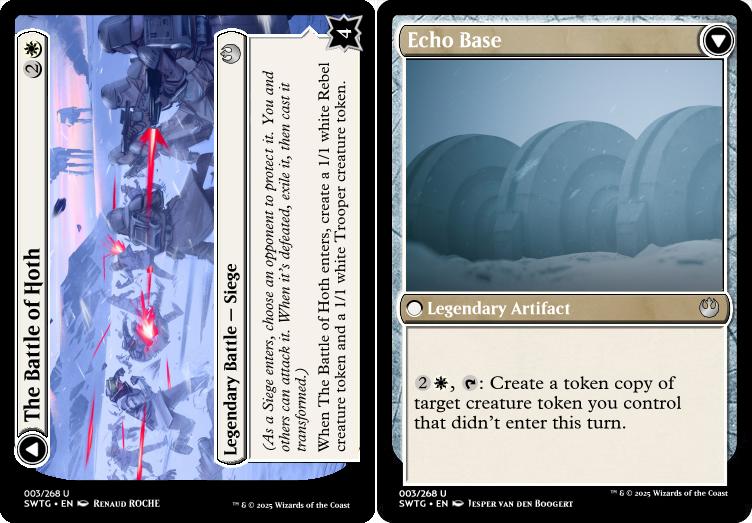 The Battle of Hoth
2
Legendary Battle – Siege
4
(As a Siege enters, choose an opponent to protect it. You and
others can attack it. When it's defeated, exile it, then cast it
transformed.)
When The Battle of Hoth enters, create a 1/1 white Rebel
creature token and a 1/1 white Trooper creature token.
003/268 U
SWTG • EN RENAUD ROCHE
™ & © 2025 Wizards of the Coast
Echo Base
Legendary Artifact
2 , : Create a token copy of
target creature token you control
that didn't enter this turn.
003/268 U
SWTG • EN JESPER VAN DEN BOOGERT
™ & © 2025 Wizards of the Coast